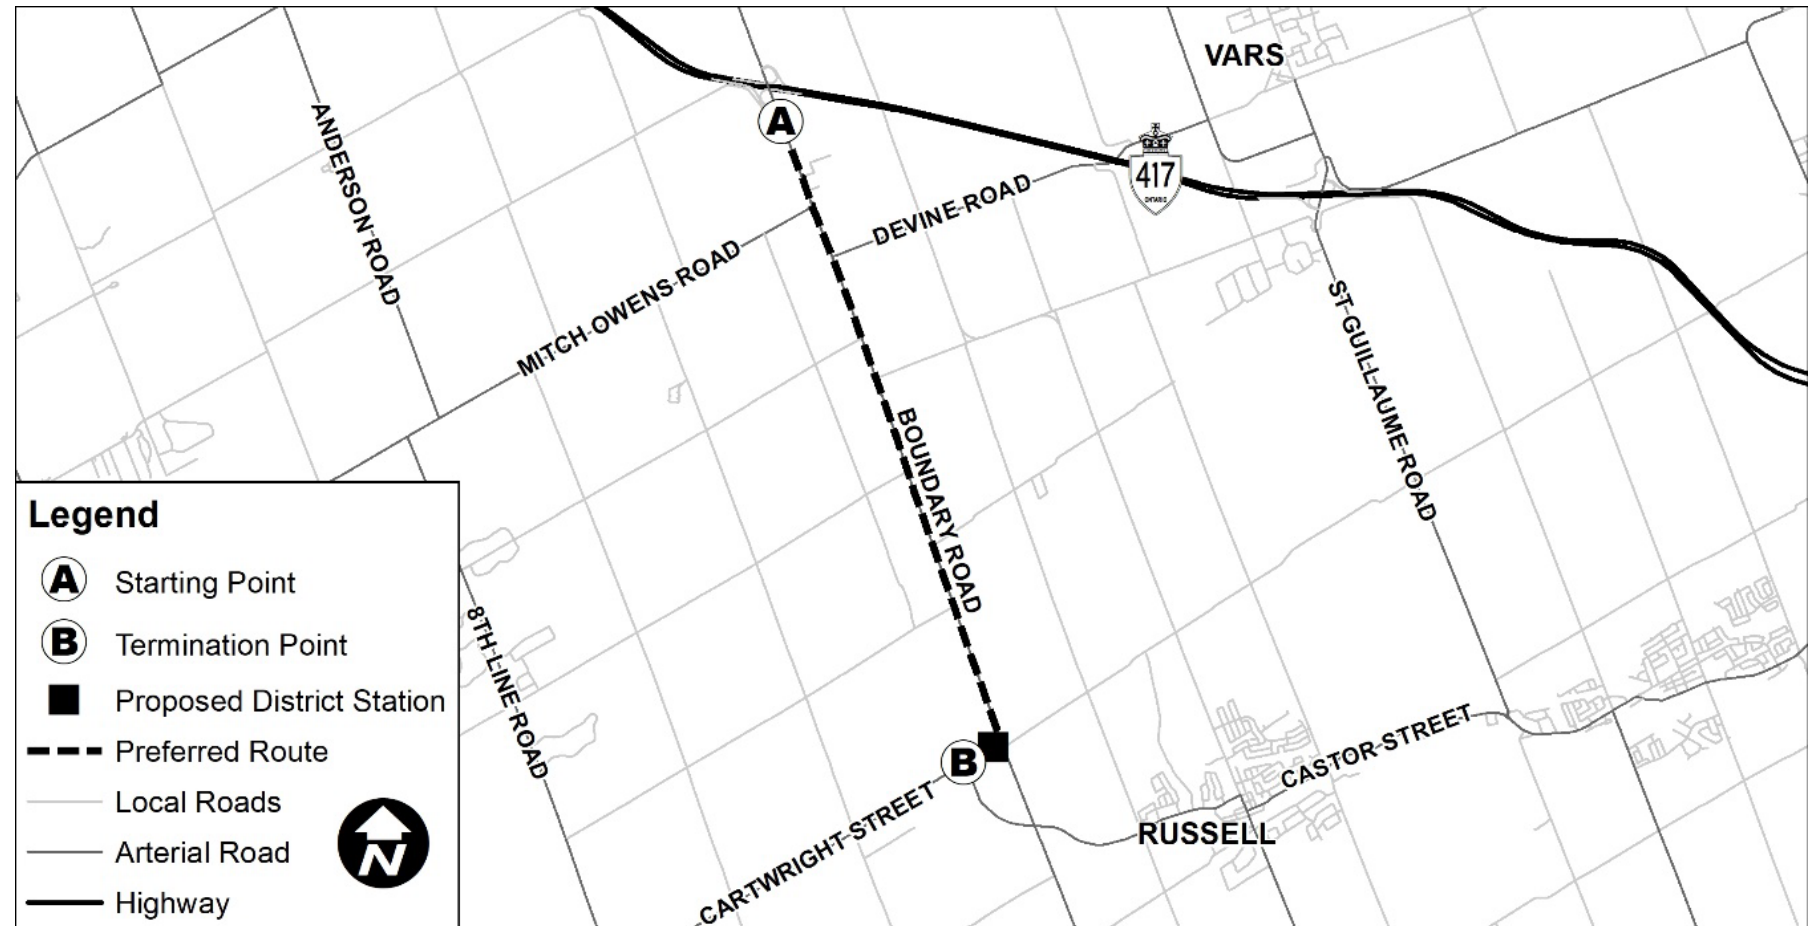 VARS
ANDERSON ROAD
A
417
ONTARIO
DEVINE ROAD
MITCH OWENS ROAD
ST GUILLAUME ROAD
BOUNDARY ROAD
8TH LINE ROAD
B
CASTOR STREET
CARTWRIGHT STREET
RUSSELL
Legend
A Starting Point
B Termination Point
Proposed District Station
Preferred Route
Local Roads
Arterial Road
Highway
N